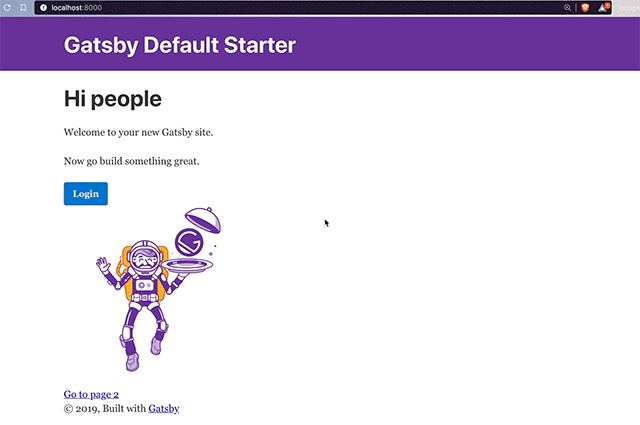 localhost:8000
Gatsby Default Starter
Hi people
Welcome to your new Gatsby site.
Now go build something great.
Login
Go to page 2
© 2019, Built with Gatsby